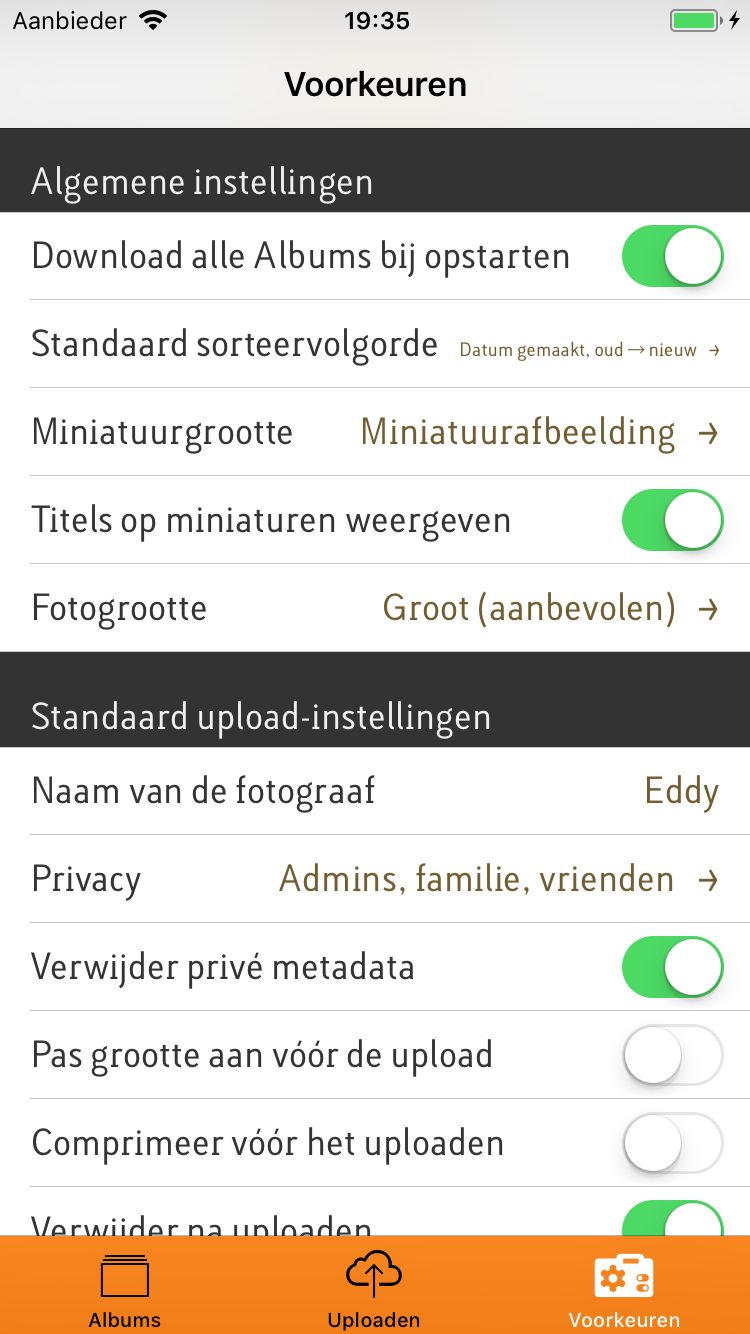 Aanbieder 19:35
Voorkeuren
Algemene instellingen
Download alle Albums bij opstarten
Standaard sorteervolgorde Datum gemaakt, oud → nieuw →
Miniatuurgrootte Miniatuurafbeelding →
Titels op miniaturen weergeven
Fotogrootte Groot (aanbevolen) →
Standaard upload-instellingen
Naam van de fotograaf Eddy
Privacy Admins, familie, vrienden →
Verwijder privé metadata
Pas grootte aan vóór de upload
Comprimeer vóór het uploaden
Verwijder na uploaden
Albums Uploaden Voorkeuren